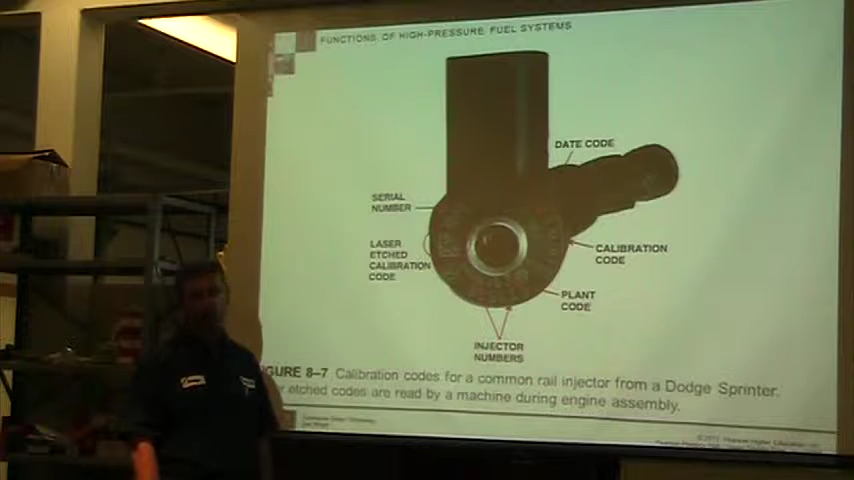 FUNCTIONS OF HIGH-PRESSURE FUEL SYSTEMS
DATE CODE
SERIAL
NUMBER
LASER
ETCHED
CALIBRATION
CODE
CALIBRATION
CODE
PLANT
CODE
INJECTOR
NUMBERS
GURE 8–7 Calibration codes for a common rail injector from a Dodge Sprinter.
er etched codes are read by a machine during engine assembly.